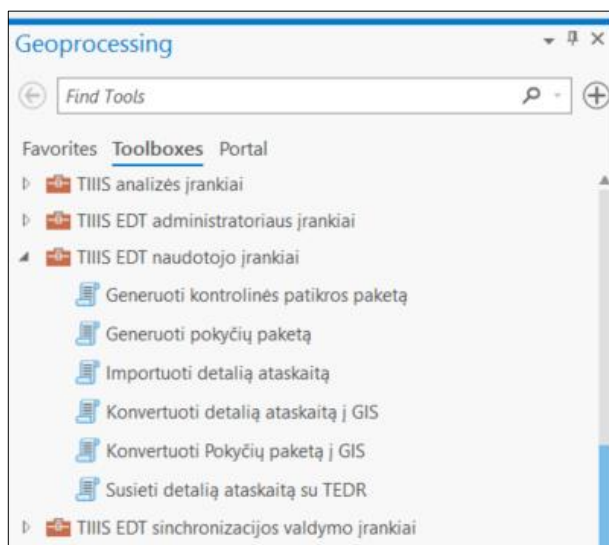 Geoprocessing
Find Tools
Favorites Toolboxes Portal
TIIIS analizės įrankiai
TIIIS EDT administratoriaus įrankiai
TIIIS EDT naudotojo įrankiai
Generuoti kontrolinės patikros paketą
Generuoti pokyčių paketą
Importuoti detalią ataskaitą
Konvertuoti detalią ataskaitą į GIS
Konvertuoti Pokyčių paketą į GIS
Susieti detalią ataskaitą su TEDR
TIIIS EDT sinchronizacijos valdymo įrankiai